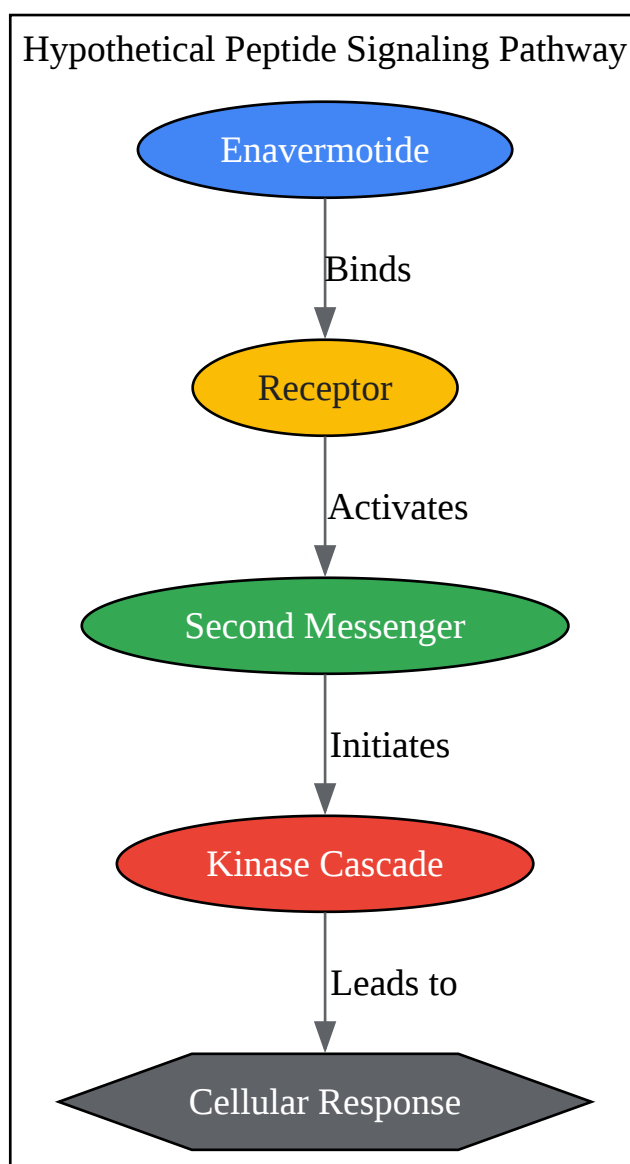 Hypothetical Peptide Signaling Pathway
Enavermotide
Binds
Receptor
Activates
Second Messenger
Initiates
Kinase Cascade
Leads to
Cellular Response